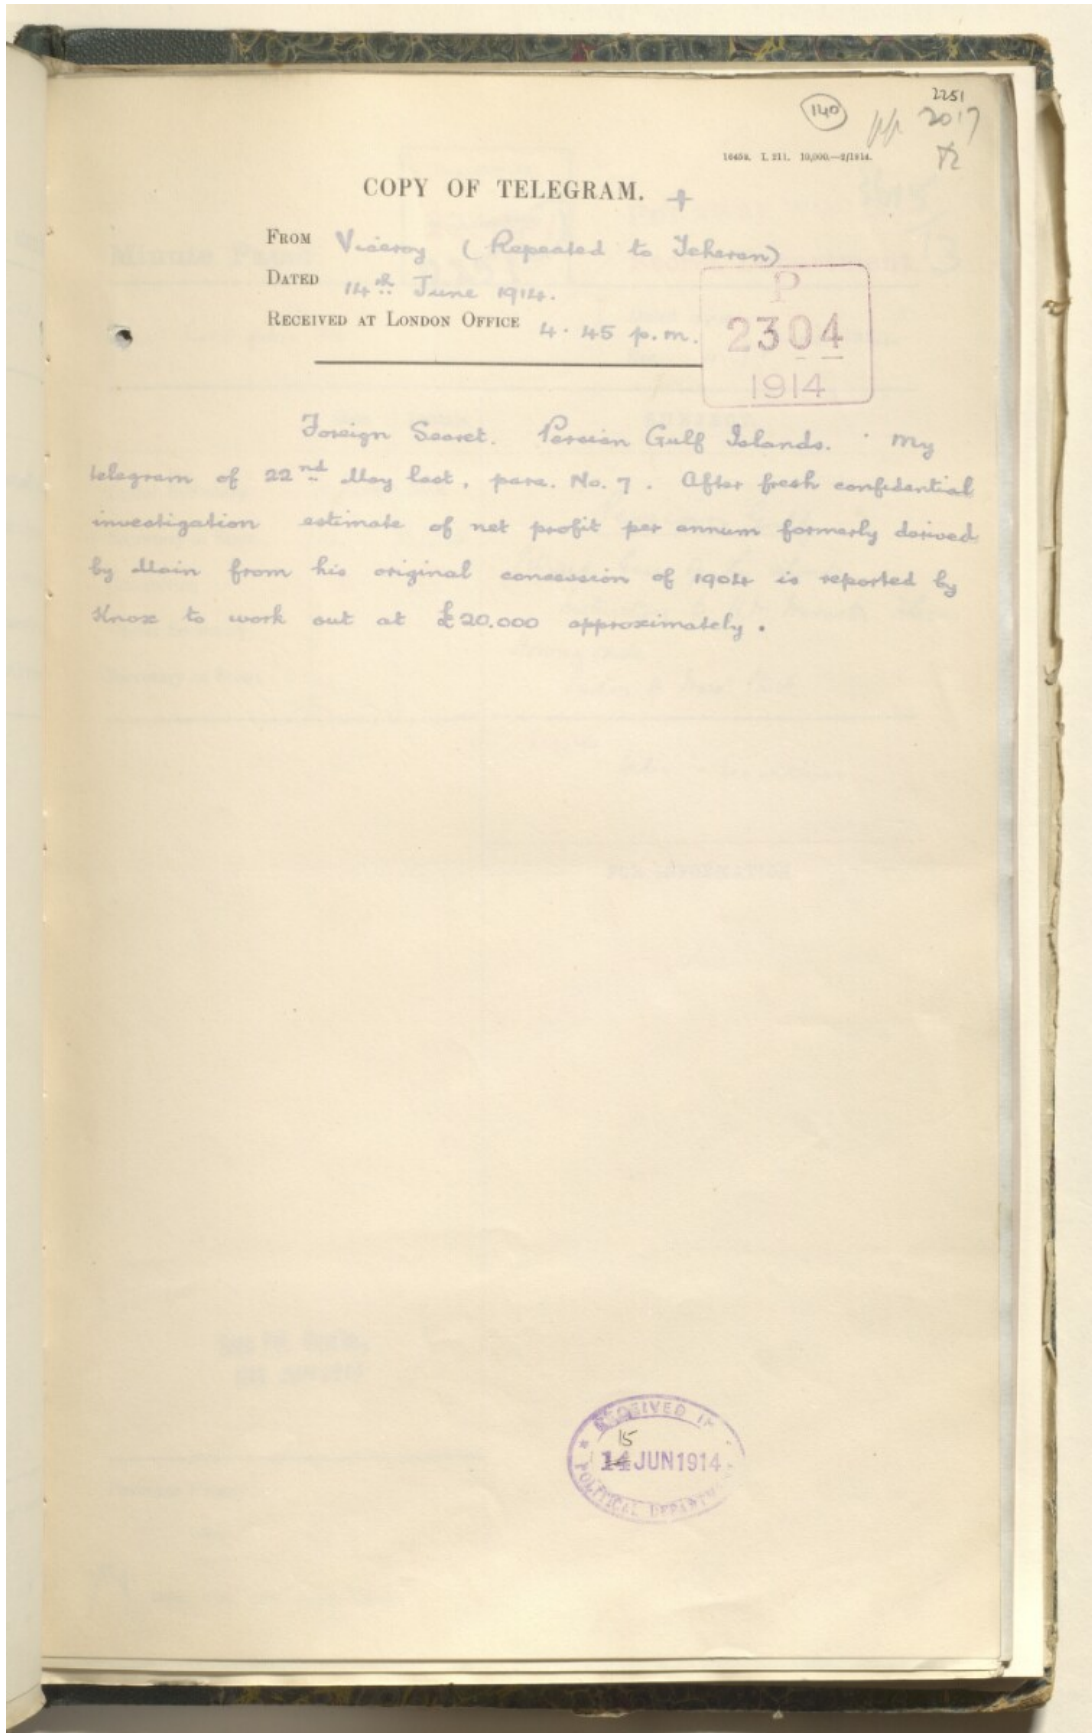 2251
140
pp 2017
16458. I. 211. 10,000.—2/1914.
COPY OF TELEGRAM. +
FROM Viceroy (Repeated to Teheran)
DATED 14th June 1914.
RECEIVED AT LONDON OFFICE 4.45 p.m.
P
2304
1914
Foreign Secret. Persian Gulf Islands. My
telegram of 22nd May last, para. No. 7. After fresh confidential
investigation estimate of net profit per annum formerly derived
by Main from his original concession of 1904 is reported by
Knox to work out at £20.000 approximately.
RECEIVED IN
15
14 JUN 1914
POLITICAL DEPARTMENT